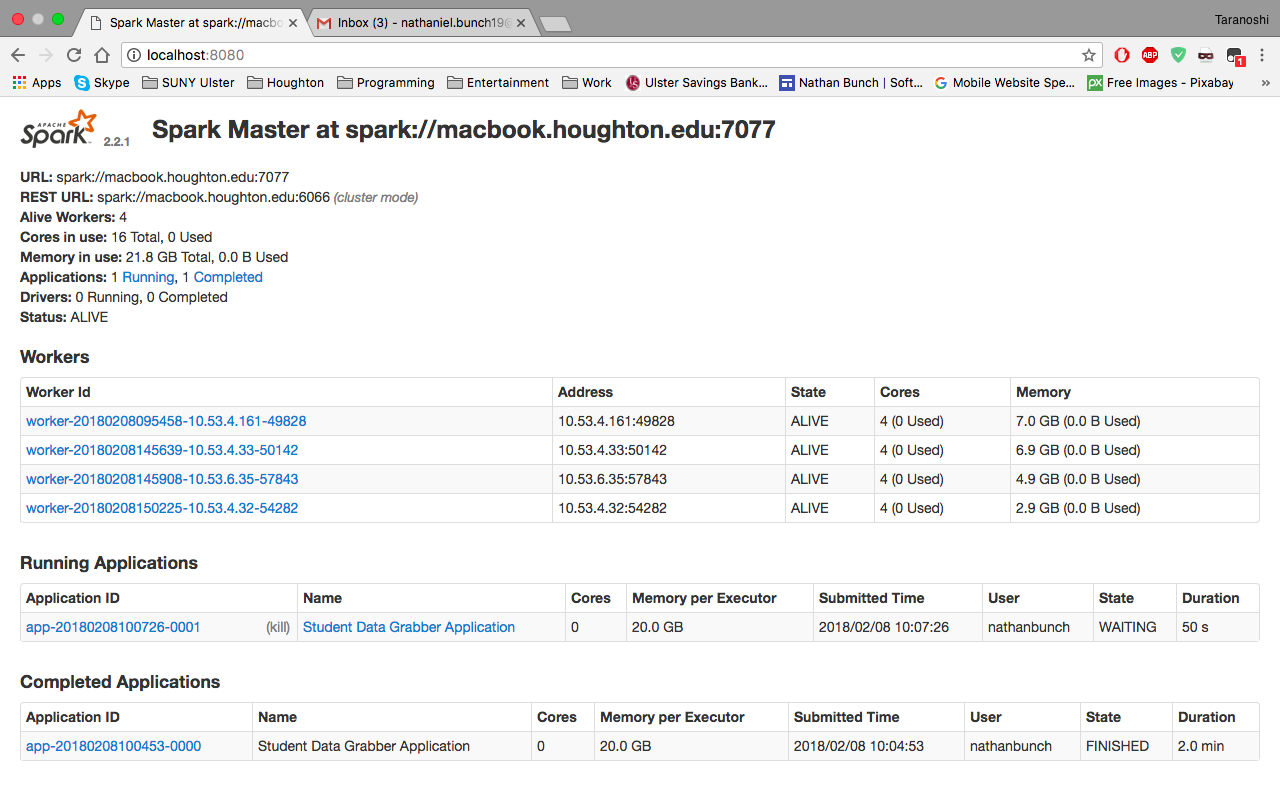 Spark Master at spark://macbo
Inbox (3) - nathaniel.bunch19@
Taranoshi
localhost:8080
ABP
1
Apps Skype SUNY Ulster Houghton Programming Entertainment Work Ulster Savings Bank... Nathan Bunch | Soft... Mobile Website Spe... px Free Images - Pixabay »
APACHE Spark 2.2.1 Spark Master at spark://macbook.houghton.edu:7077
URL: spark://macbook.houghton.edu:7077
REST URL: spark://macbook.houghton.edu:6066 (cluster mode)
Alive Workers: 4
Cores in use: 16 Total, 0 Used
Memory in use: 21.8 GB Total, 0.0 B Used
Applications: 1 Running, 1 Completed
Drivers: 0 Running, 0 Completed
Status: ALIVE
Workers
Worker Id Address State Cores Memory
worker-20180208095458-10.53.4.161-49828 10.53.4.161:49828 ALIVE 4 (0 Used) 7.0 GB (0.0 B Used)
worker-20180208145639-10.53.4.33-50142 10.53.4.33:50142 ALIVE 4 (0 Used) 6.9 GB (0.0 B Used)
worker-20180208145908-10.53.6.35-57843 10.53.6.35:57843 ALIVE 4 (0 Used) 4.9 GB (0.0 B Used)
worker-20180208150225-10.53.4.32-54282 10.53.4.32:54282 ALIVE 4 (0 Used) 2.9 GB (0.0 B Used)
Running Applications
Application ID Name Cores Memory per Executor Submitted Time User State Duration
app-20180208100726-0001 (kill) Student Data Grabber Application 0 20.0 GB 2018/02/08 10:07:26 nathanbunch WAITING 50 s
Completed Applications
Application ID Name Cores Memory per Executor Submitted Time User State Duration
app-20180208100453-0000 Student Data Grabber Application 0 20.0 GB 2018/02/08 10:04:53 nathanbunch FINISHED 2.0 min